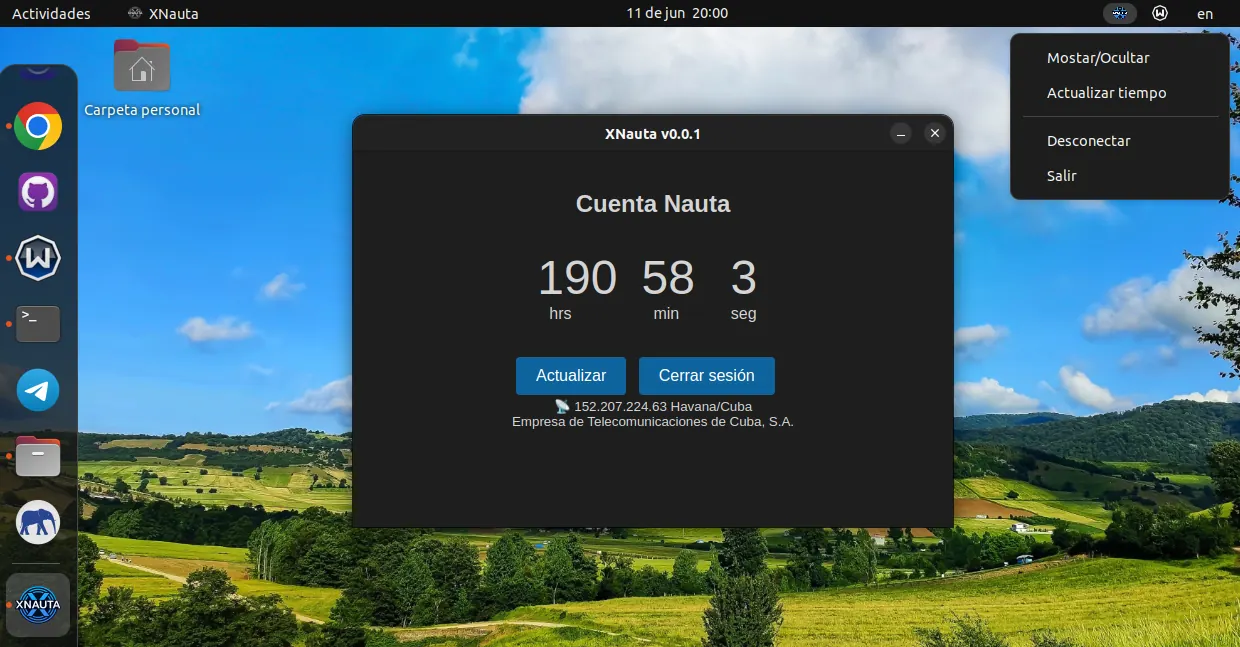 Actividades
XNauta
11 de jun 20:00
en
Mostar/Ocultar
Actualizar tiempo
Desconectar
Salir
Carpeta personal
XNauta v0.0.1
Cuenta Nauta
190 58 3
hrs min seg
Actualizar Cerrar sesión
152.207.224.63 Havana/Cuba
Empresa de Telecomunicaciones de Cuba, S.A.
>_
XNAUTA